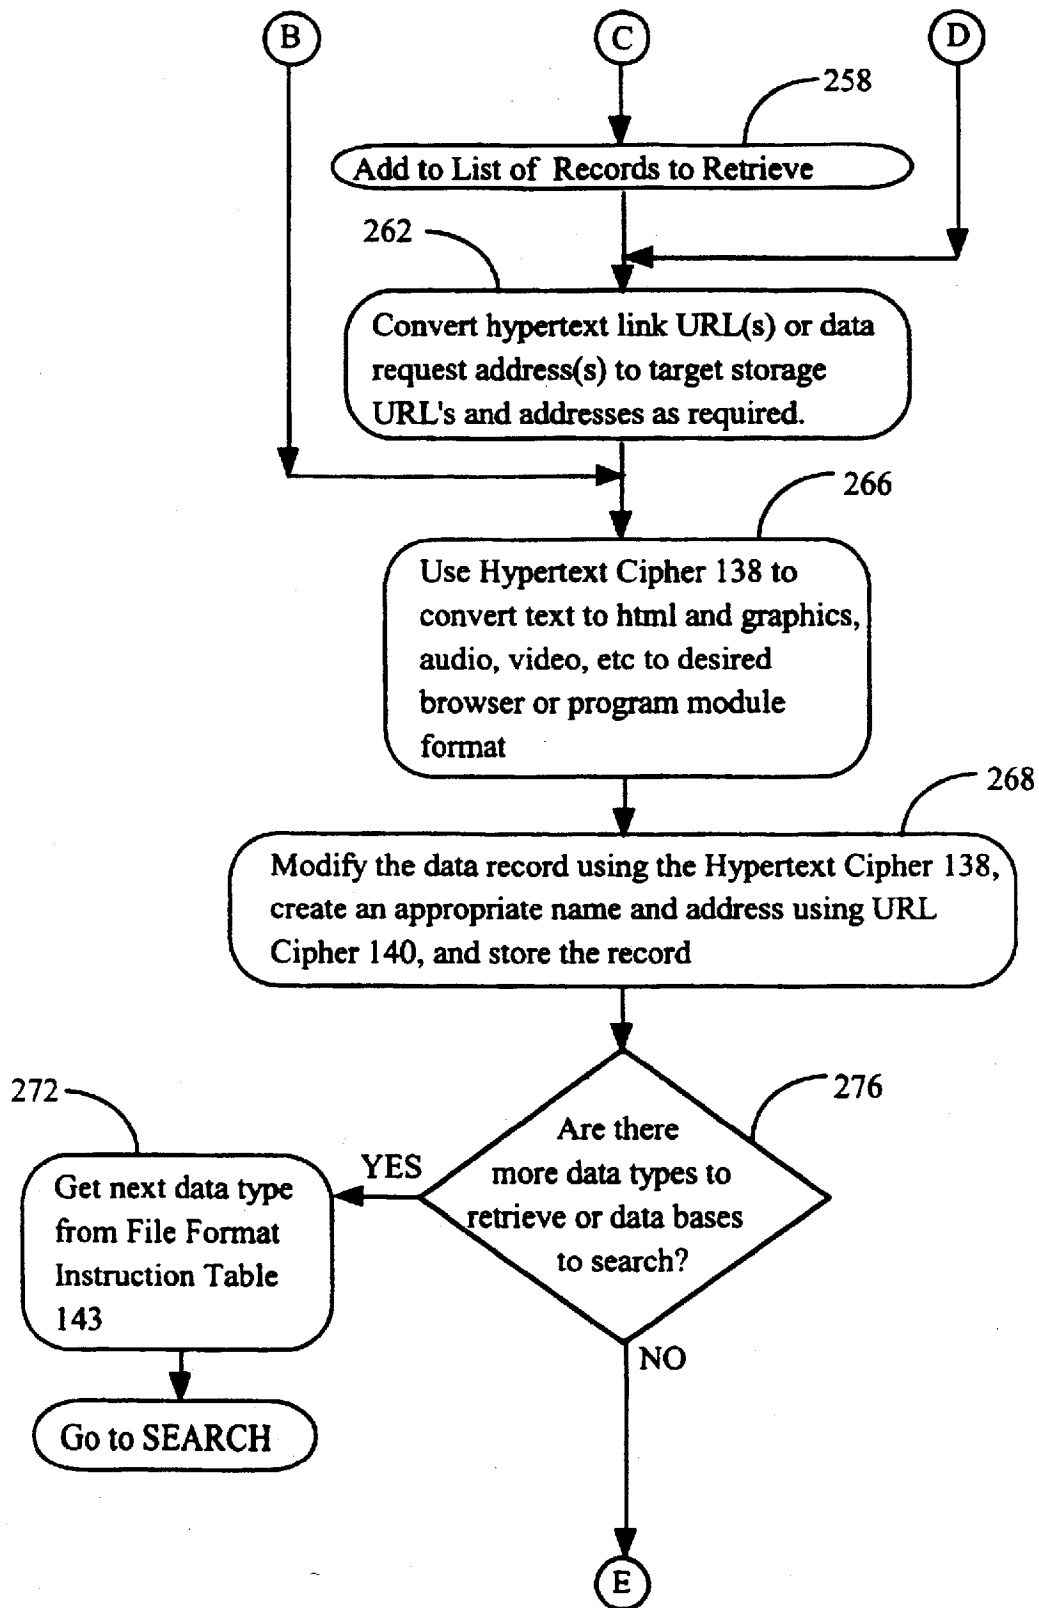 B
C
D
258
Add to List of Records to Retrieve
262
Convert hypertext link URL(s) or data
request address(s) to target storage
URL's and addresses as required.
266
Use Hypertext Cipher 138 to
convert text to html and graphics,
audio, video, etc to desired
browser or program module
format
268
Modify the data record using the Hypertext Cipher 138,
create an appropriate name and address using URL
Cipher 140, and store the record
276
Are there
more data types to
retrieve or data bases
to search?
YES
272
Get next data type
from File Format
Instruction Table
143
Go to SEARCH
NO
E